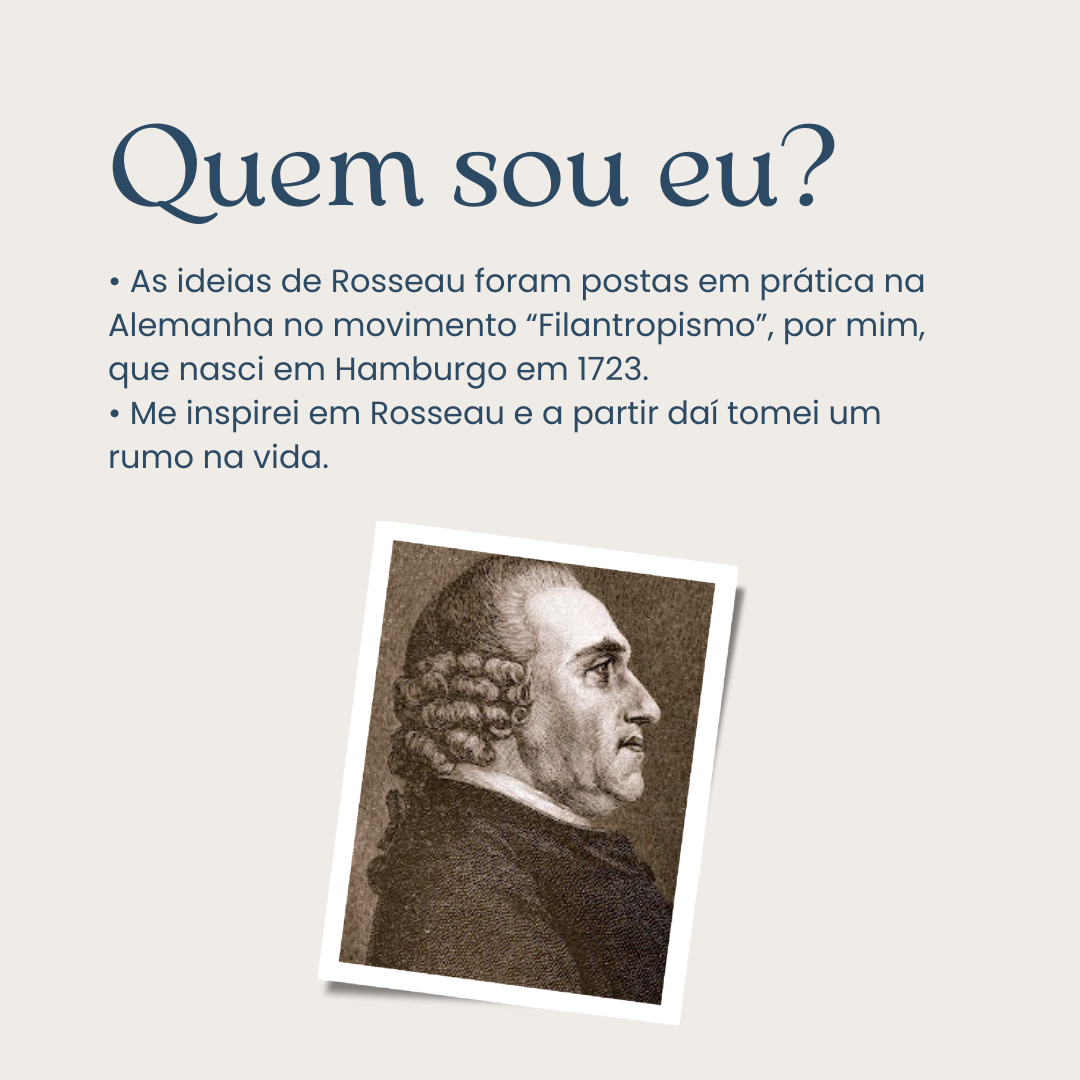 Quem sou eu?
• As ideias de Rosseau foram postas em prática na
Alemanha no movimento “Filantropismo”, por mim,
que nasci em Hamburgo em 1723.
• Me inspirei em Rosseau e a partir daí tomei um
rumo na vida.